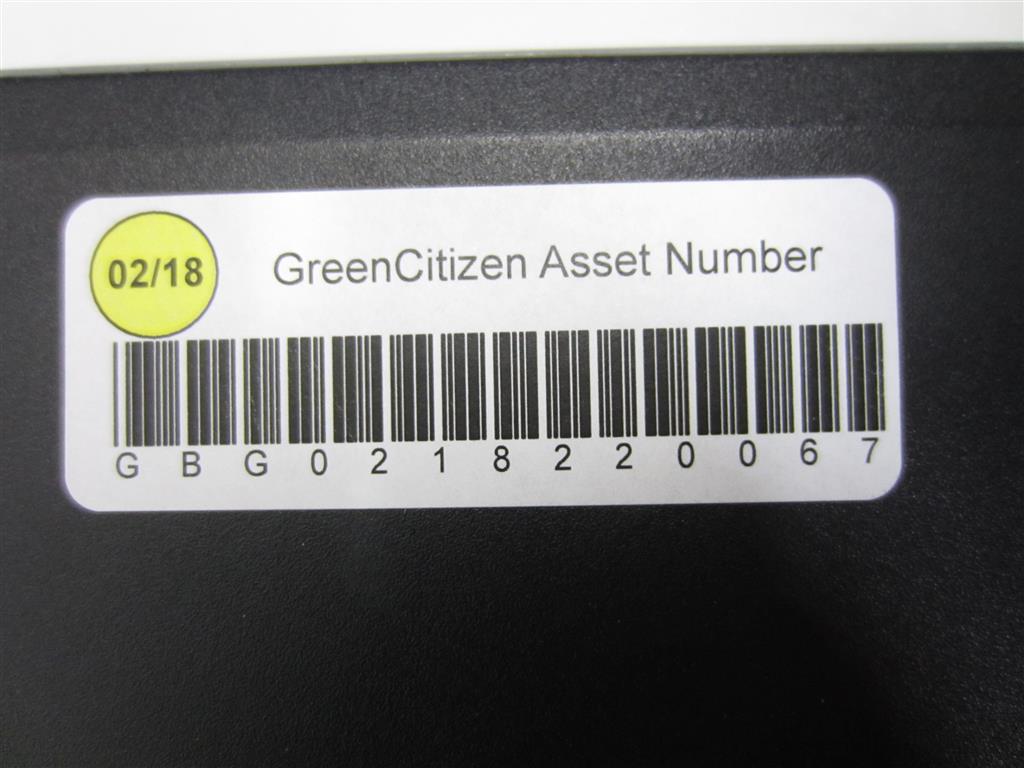 02/18
GreenCitizen Asset Number
G B G 0 2 1 8 2 2 0 0 6 7